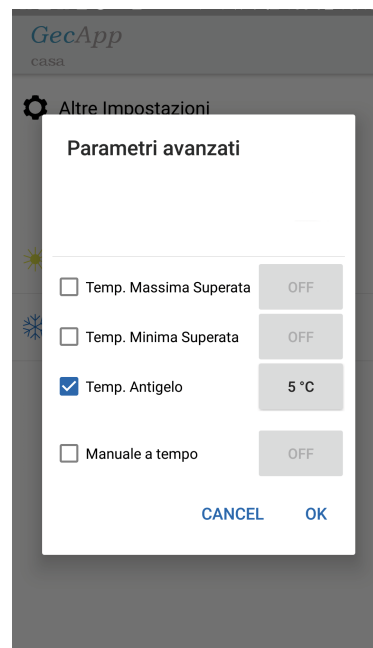 GecApp
casa
Altre Impostazioni
Parametri avanzati
Temp. Massima Superata OFF
Temp. Minima Superata OFF
Temp. Antigelo 5 °C
Manuale a tempo OFF
CANCEL OK